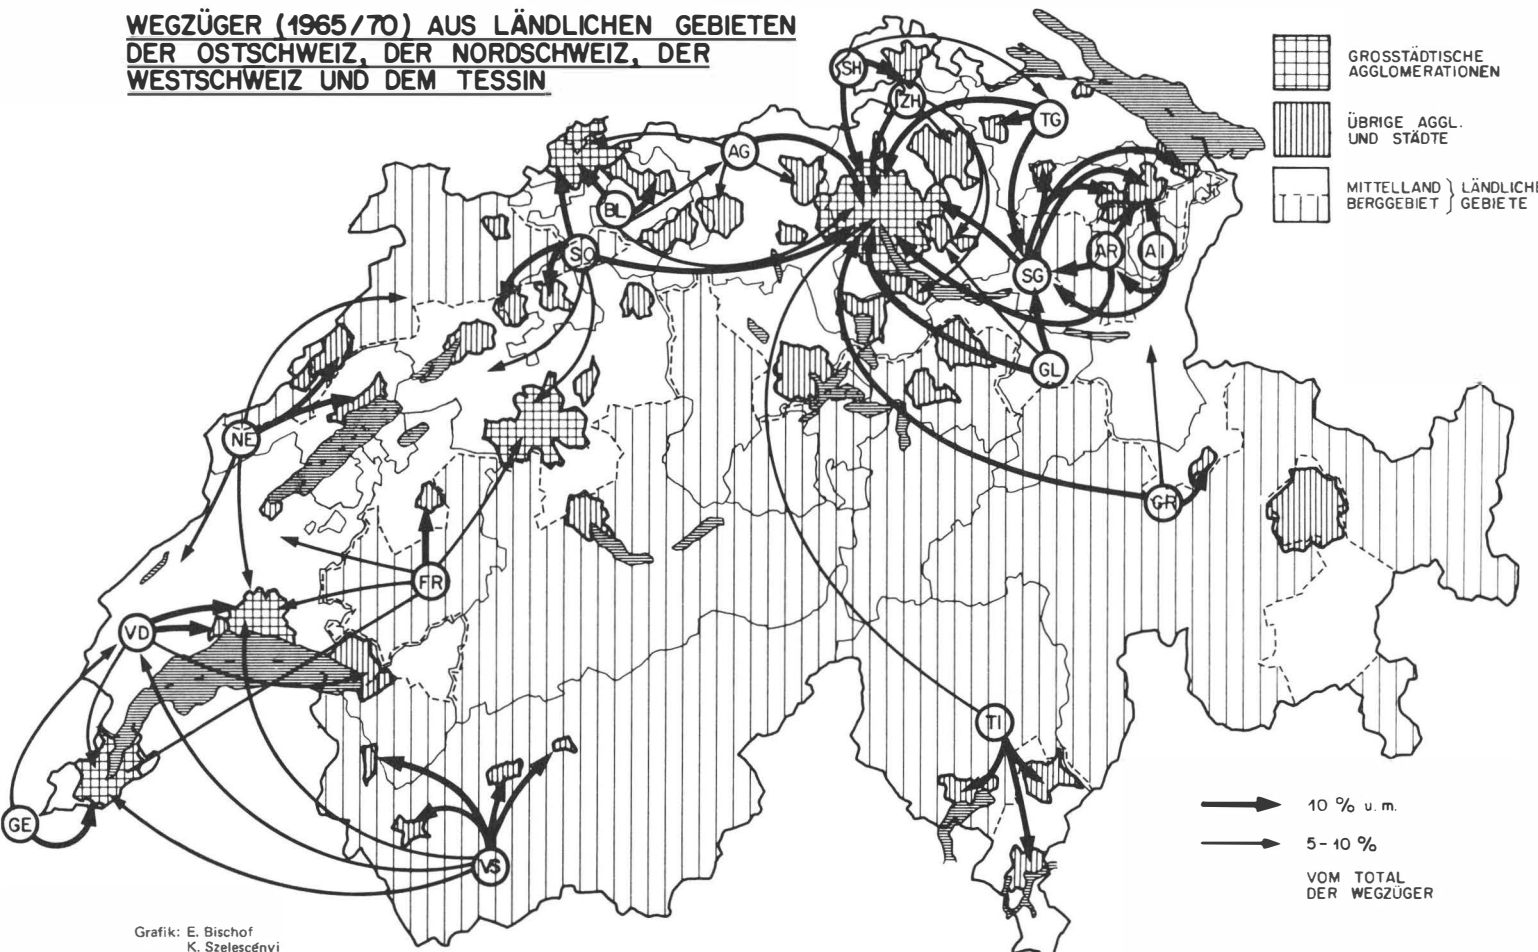 WEGZÜGER (1965/70) AUS LÄNDLICHEN GEBIETEN
DER OSTSCHWEIZ, DER NORDSCHWEIZ, DER
WESTSCHWEIZ UND DEM TESSIN
GROSSTÄDTISCHE
AGGLOMERATIONEN
ÜBRIGE AGGL.
UND STÄDTE
MITTELLAND } LÄNDLICHE
BERGGEBIET } GEBIETE
SH
ZH
TG
AG
BL
SO
SG
AR
AI
GL
NE
GR
FR
VD
TI
GE
VS
10 % u. m.
5-10 %
VOM TOTAL
DER WEGZÜGER
Grafik: E. Bischof
K. Szelescényi